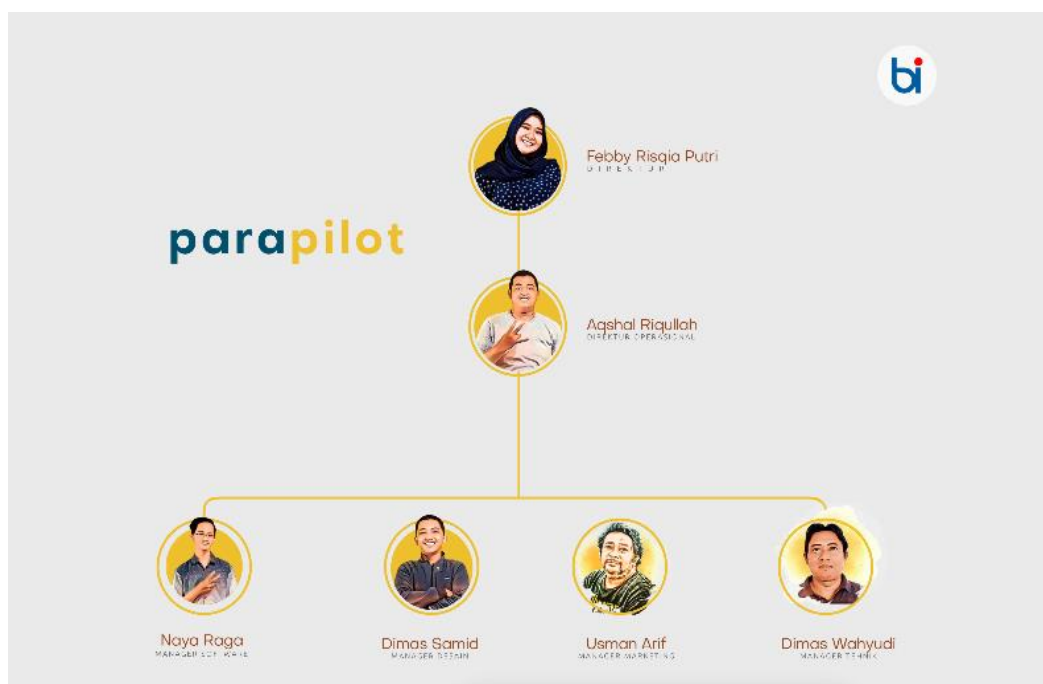 bi
Febby Risqia Putri
DIREKTUR
parapilot
Aqshal Riqullah
DIREKTUR OPERASIONAL
Naya Raga
MANAGER SOFTWARE
Dimas Samid
MANAGER DESAIN
Usman Arif
MANAGER MARKETING
Dimas Wahyudi
MANAGER TEHNIK